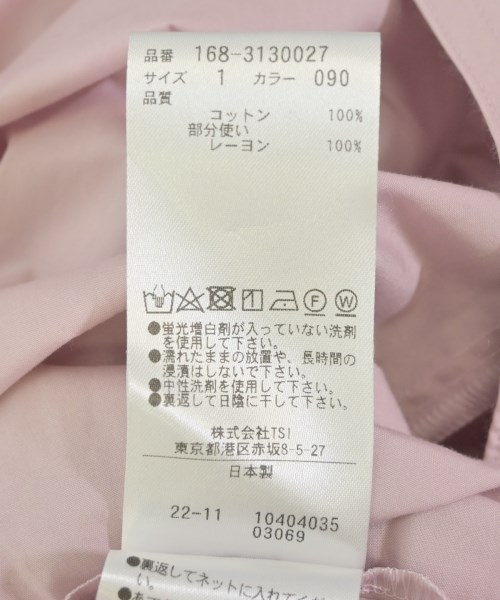 品番 168-3130027
サイズ 1 カラー 090
品質
コットン 100%
部分使い
レーヨン 100%
F W
●蛍光増白剤が入っていない洗剤
を使用して下さい。
●濡れたままの放置や、長時間の
浸漬はしないで下さい。
●中性洗剤を使用して下さい。
●裏返して日陰に干して下さい。
株式会社TSI
東京都港区赤坂8-5-27
日本製
22-11 10404035
03069
●裏返してネットに入れてくださ
い。